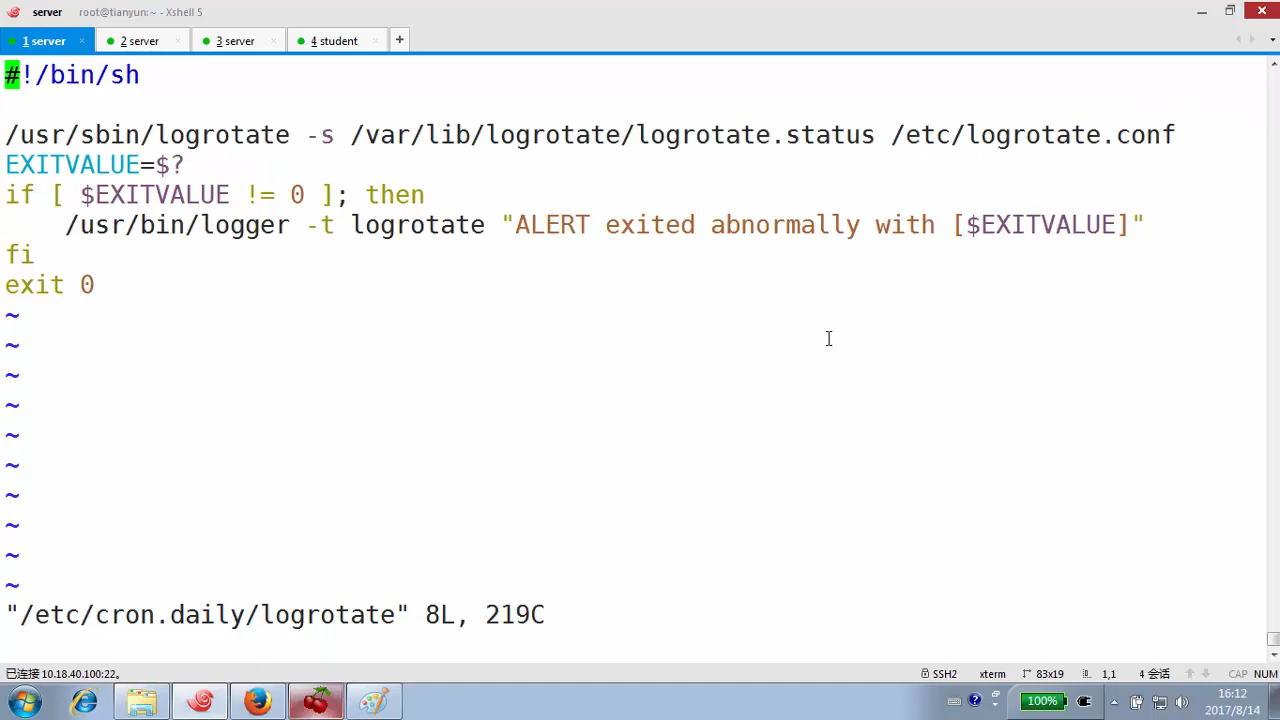 server root@tianyun:~ - Xshell 5
1 server × 2 server × 3 server × 4 student × +
#!/bin/sh
/usr/sbin/logrotate -s /var/lib/logrotate/logrotate.status /etc/logrotate.conf
EXITVALUE=$?
if [ $EXITVALUE != 0 ]; then
    /usr/bin/logger -t logrotate "ALERT exited abnormally with [$EXITVALUE]"
fi
exit 0
~
~
~
~
~
~
~
~
~
~
"/etc/cron.daily/logrotate" 8L, 219C
已连接 10.18.40.100:22。 SSH2 xterm 83x19 1,1 4 会话 CAP NUM
100% 16:12
2017/8/14